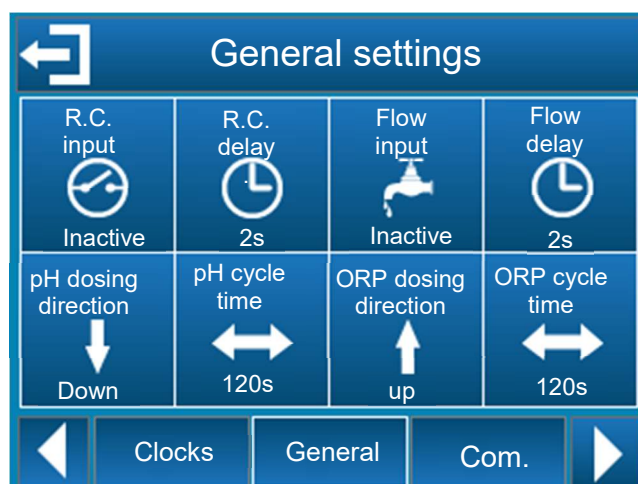 General settings
R.C.
input
Inactive
R.C.
delay
2s
Flow
input
Inactive
Flow
delay
2s
pH dosing
direction
Down
pH cycle
time
120s
ORP dosing
direction
up
ORP cycle
time
120s
Clocks
General
Com.